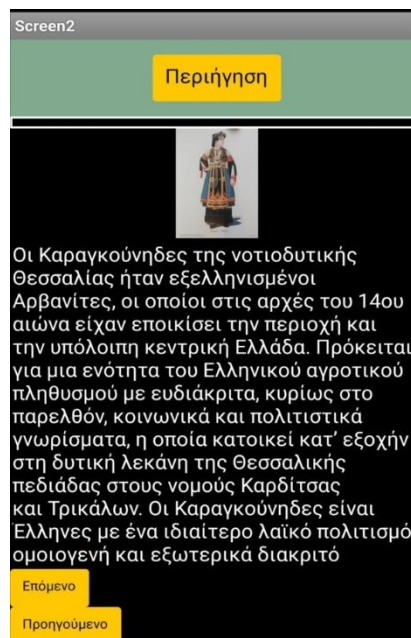 Screen2
Περιήγηση
Οι Καραγκούνηδες της νοτιοδυτικής
Θεσσαλίας ήταν εξελληνισμένοι
Αρβανίτες, οι οποίοι στις αρχές του 14ου
αιώνα είχαν εποικίσει την περιοχή και
την υπόλοιπη κεντρική Ελλάδα. Πρόκειται
για μια ενότητα του Ελληνικού αγροτικού
πληθυσμού με ευδιάκριτα, κυρίως στο
παρελθόν, κοινωνικά και πολιτιστικά
γνωρίσματα, η οποία κατοικεί κατ’ εξοχήν
στη δυτική λεκάνη της Θεσσαλικής
πεδιάδας στους νομούς Καρδίτσας
και Τρικάλων. Οι Καραγκούνηδες είναι
Έλληνες με ένα ιδιαίτερο λαϊκό πολιτισμό
ομοιογενή και εξωτερικά διακριτό
Επόμενο
Προηγούμενο